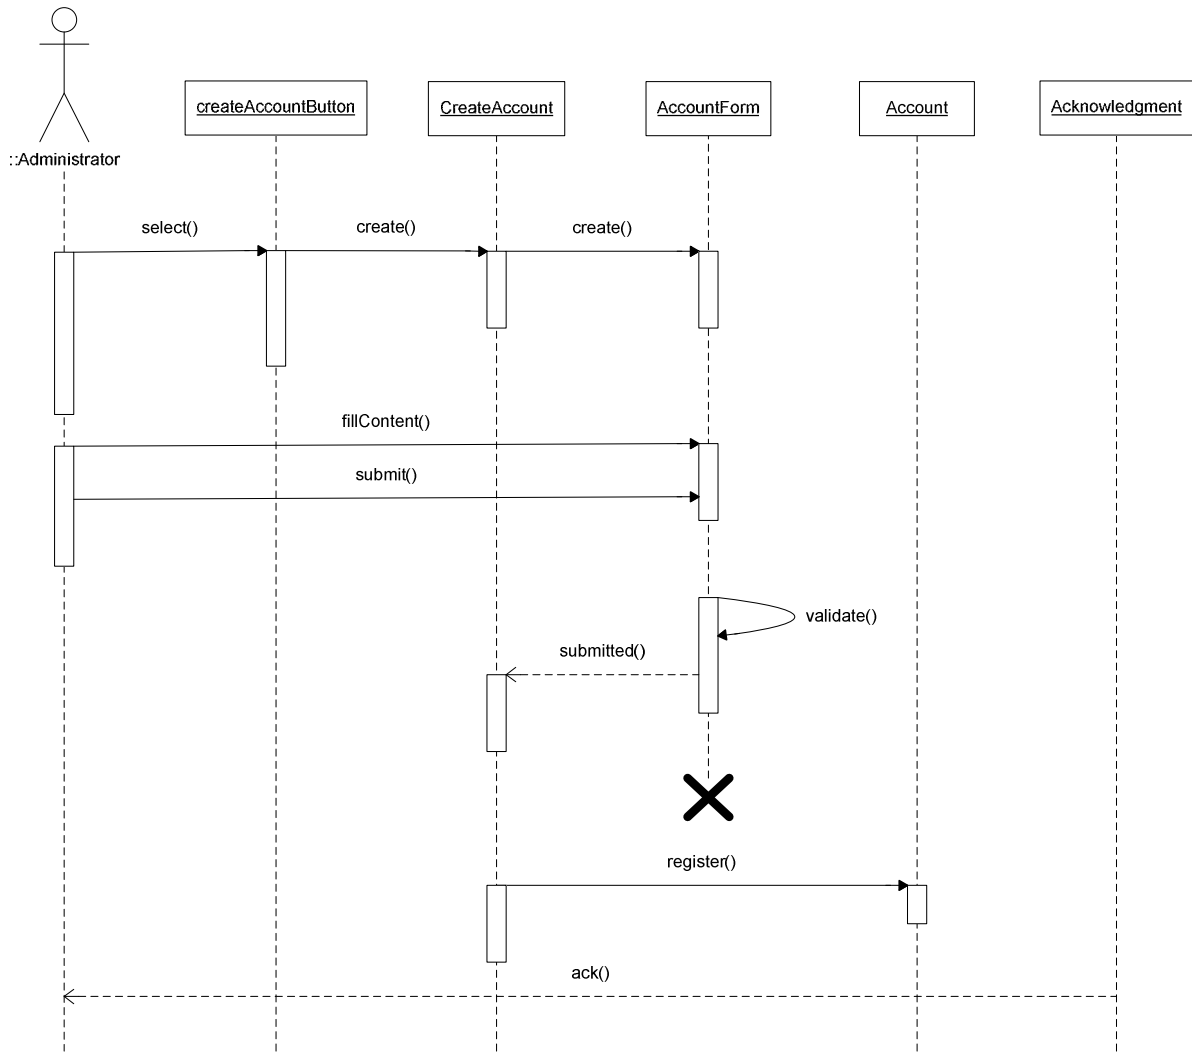 createAccountButton
CreateAccount
AccountForm
Account
Acknowledgment
::Administrator
select()
create()
create()
fillContent()
submit()
validate()
submitted()
register()
ack()